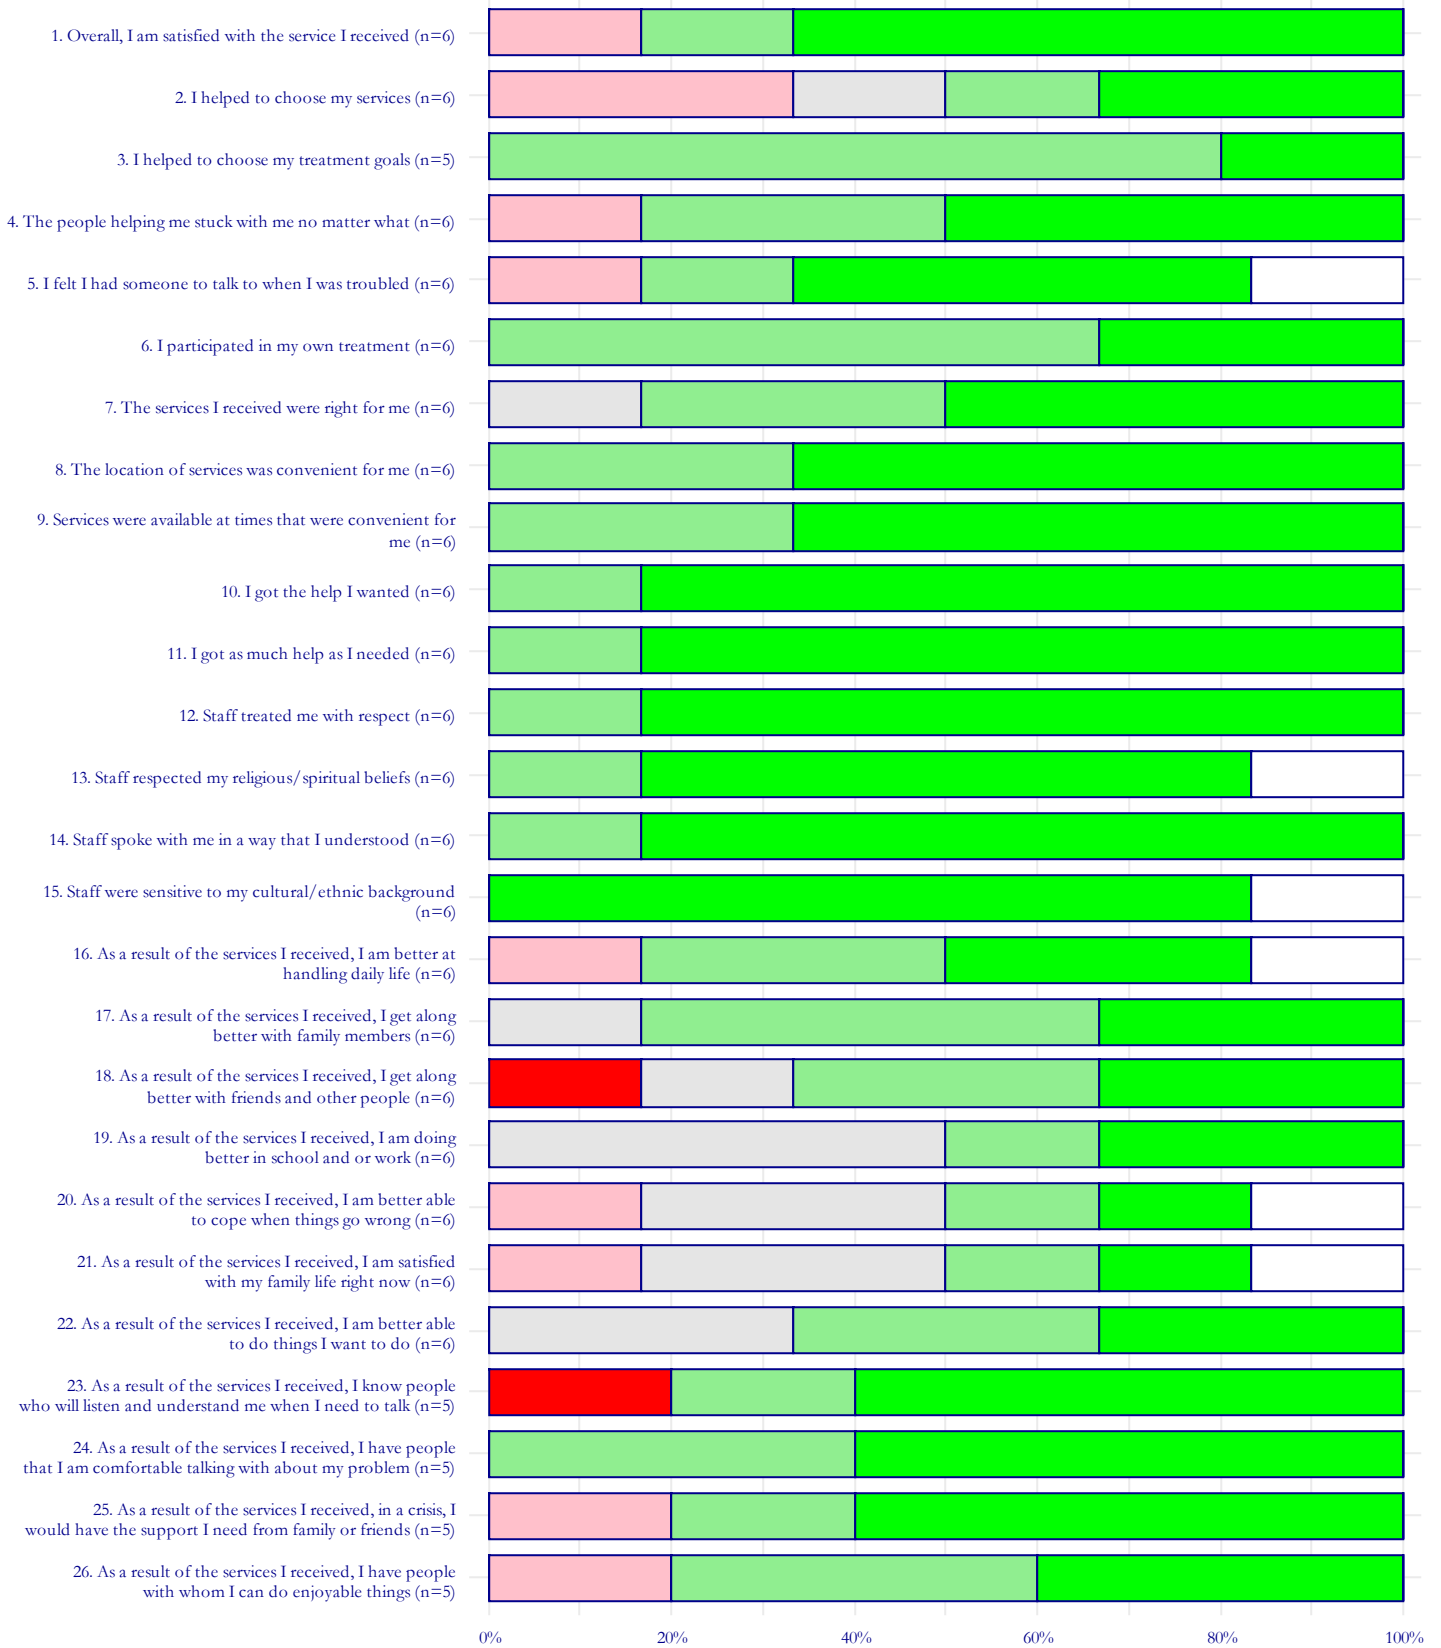 1. Overall, I am satisfied with the service I received (n=6)
2. I helped to choose my services (n=6)
3. I helped to choose my treatment goals (n=5)
4. The people helping me stuck with me no matter what (n=6)
5. I felt I had someone to talk to when I was troubled (n=6)
6. I participated in my own treatment (n=6)
7. The services I received were right for me (n=6)
8. The location of services was convenient for me (n=6)
9. Services were available at times that were convenient for
me (n=6)
10. I got the help I wanted (n=6)
11. I got as much help as I needed (n=6)
12. Staff treated me with respect (n=6)
13. Staff respected my religious/spiritual beliefs (n=6)
14. Staff spoke with me in a way that I understood (n=6)
15. Staff were sensitive to my cultural/ethnic background
(n=6)
16. As a result of the services I received, I am better at
handling daily life (n=6)
17. As a result of the services I received, I get along
better with family members (n=6)
18. As a result of the services I received, I get along
better with friends and other people (n=6)
19. As a result of the services I received, I am doing
better in school and or work (n=6)
20. As a result of the services I received, I am better able
to cope when things go wrong (n=6)
21. As a result of the services I received, I am satisfied
with my family life right now (n=6)
22. As a result of the services I received, I am better able
to do things I want to do (n=6)
23. As a result of the services I received, I know people
who will listen and understand me when I need to talk (n=5)
24. As a result of the services I received, I have people
that I am comfortable talking with about my problem (n=5)
25. As a result of the services I received, in a crisis, I
would have the support I need from family or friends (n=5)
26. As a result of the services I received, I have people
with whom I can do enjoyable things (n=5)
0% 20% 40% 60% 80% 100%